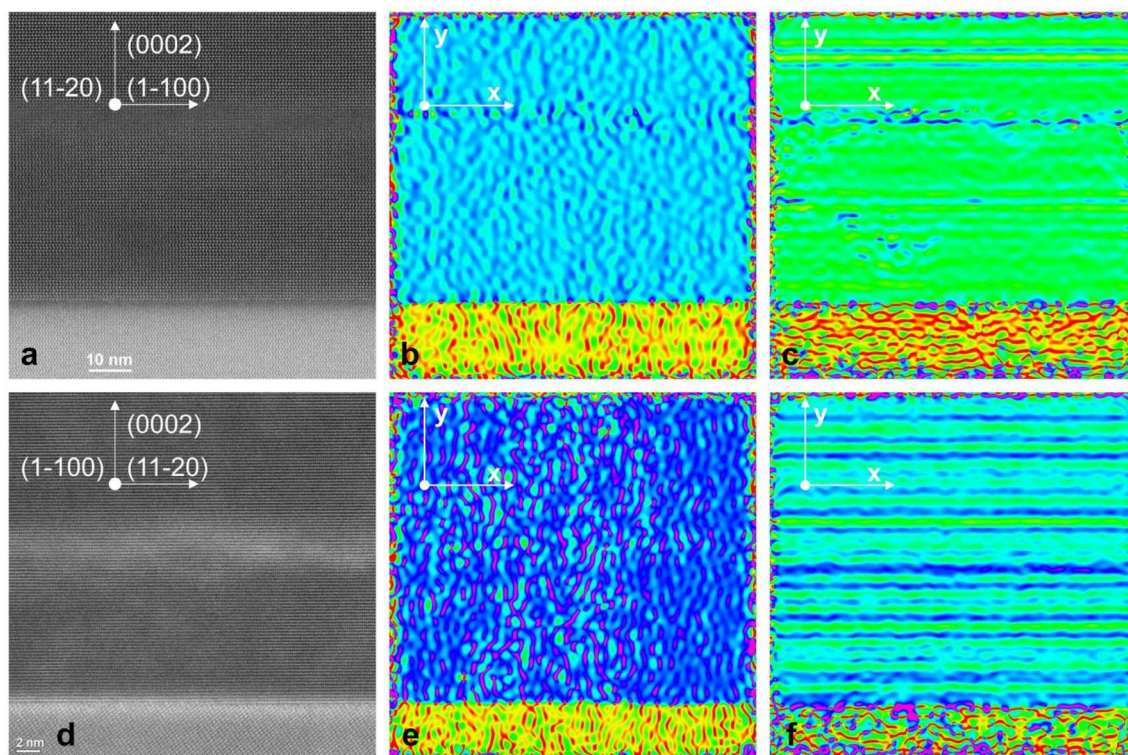 (0002)
(11-20) (1-100)
a 10 nm
y
x
b
y
x
c
(0002)
(1-100) (11-20)
d
2 nm
y
x
e
y
x
f